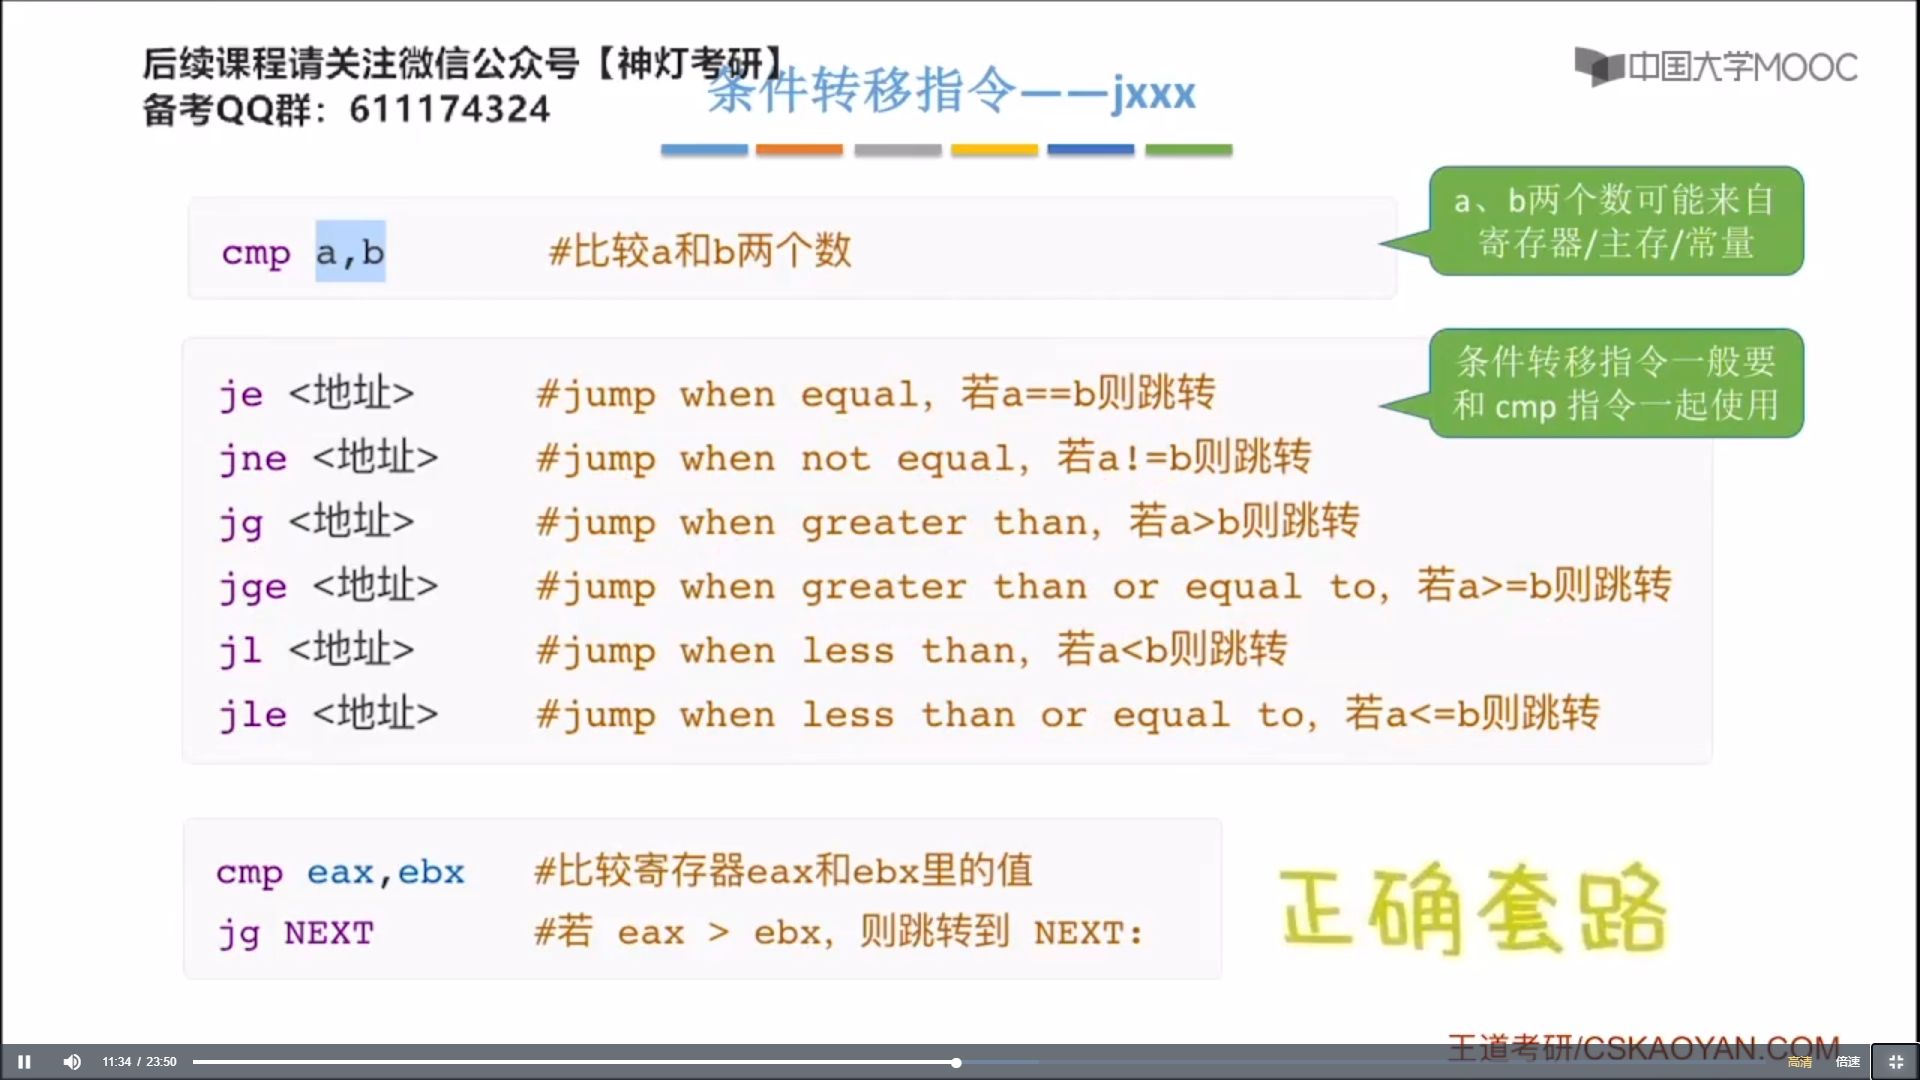 后续课程请关注微信公众号【神灯考研】
备考QQ群：611174324
条件转移指令——jxxx
中国大学MOOC
cmp a,b #比较a和b两个数
a、b两个数可能来自
寄存器/主存/常量
条件转移指令一般要
和 cmp 指令一起使用
je <地址> #jump when equal, 若a==b则跳转
jne <地址> #jump when not equal, 若a!=b则跳转
jg <地址> #jump when greater than, 若a>b则跳转
jge <地址> #jump when greater than or equal to, 若a>=b则跳转
jl <地址> #jump when less than, 若a<b则跳转
jle <地址> #jump when less than or equal to, 若a<=b则跳转
cmp eax,ebx #比较寄存器eax和ebx里的值
jg NEXT #若 eax > ebx, 则跳转到 NEXT:
正确套路
王道考研/CSKAOYAN.COM
11:34 / 23:50
高清 倍速